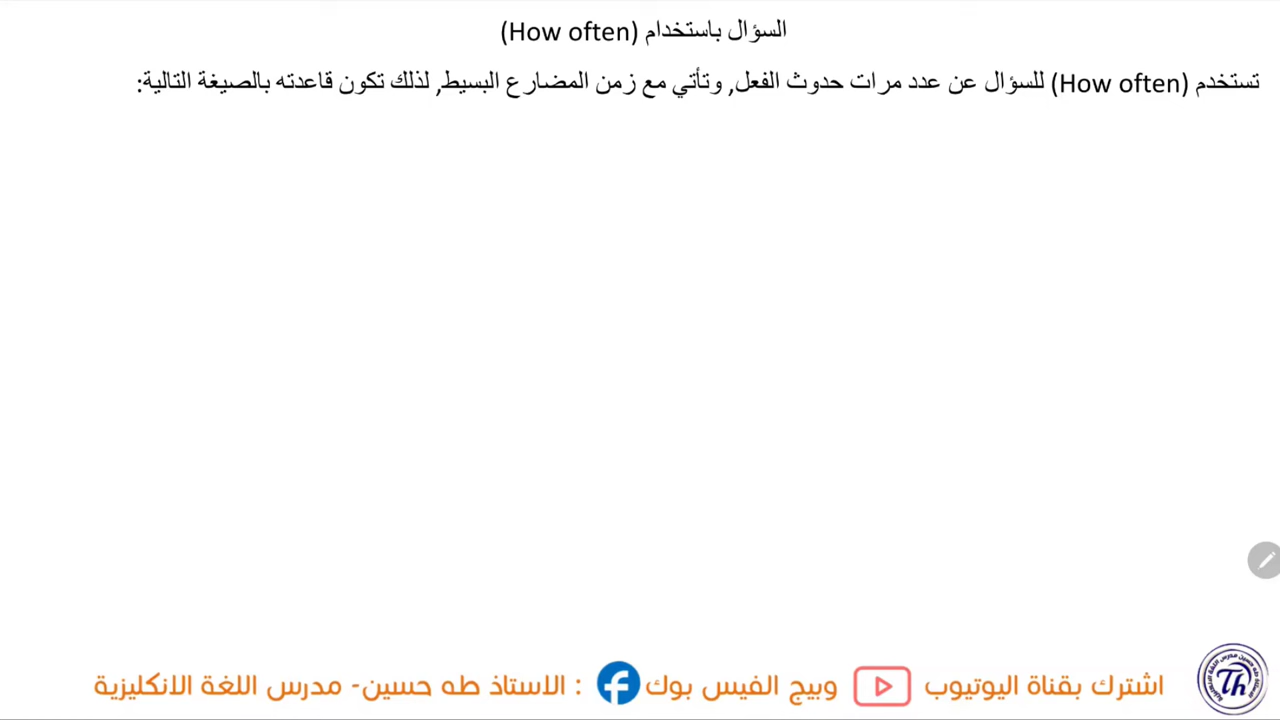 السؤال باستخدام (How often)
تستخدم (How often) للسؤال عن عدد مرات حدوث الفعل, وتأتي مع زمن المضارع البسيط, لذلك تكون قاعدته بالصيغة التالية:
اشترك بقناة اليوتيوب وبيج الفيس بوك : الاستاذ طه حسين- مدرس اللغة الانكليزية
Th